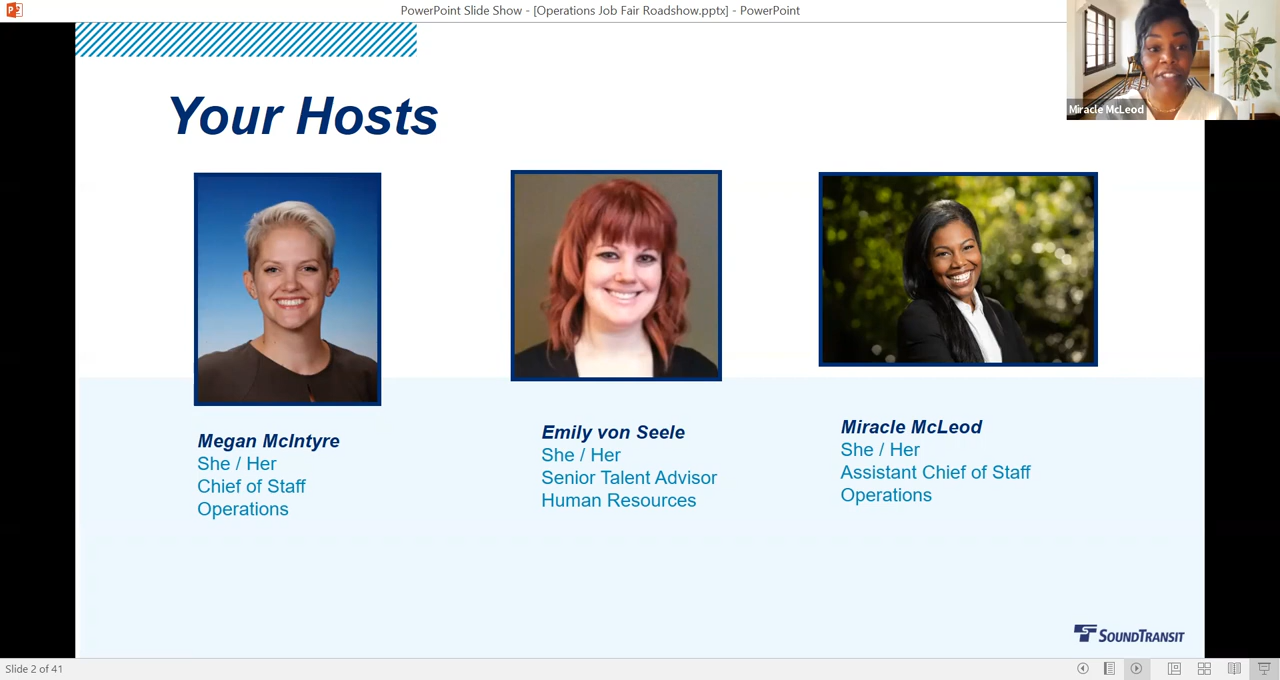 PowerPoint Slide Show - [Operations Job Fair Roadshow.pptx] - PowerPoint
Miracle McLeod
Your Hosts
Megan McIntyre
She / Her
Chief of Staff
Operations
Emily von Seele
She / Her
Senior Talent Advisor
Human Resources
Miracle McLeod
She / Her
Assistant Chief of Staff
Operations
SOUNDTRANSIT
Slide 2 of 41